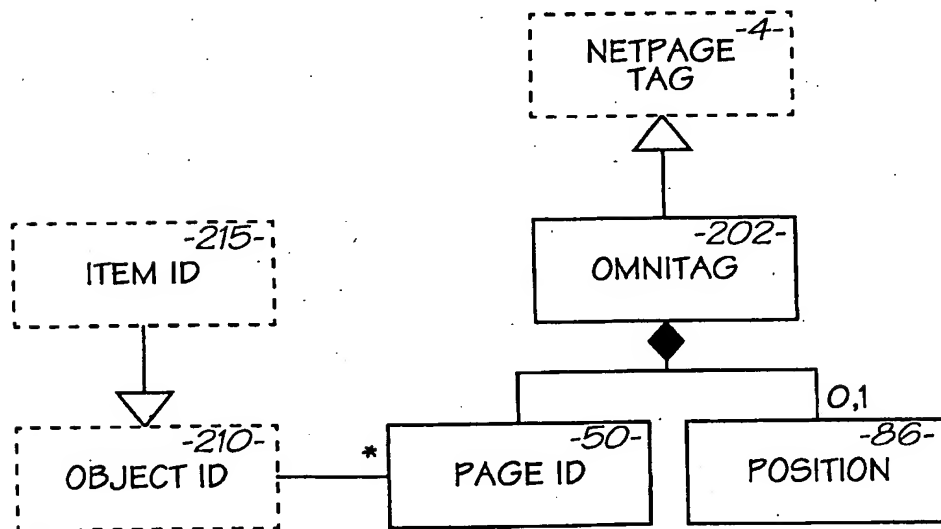 -4-
NETPAGE
TAG
-215-
ITEM ID
-202-
OMNITAG
0,1
-210-
OBJECT ID
*
-50-
PAGE ID
-86-
POSITION